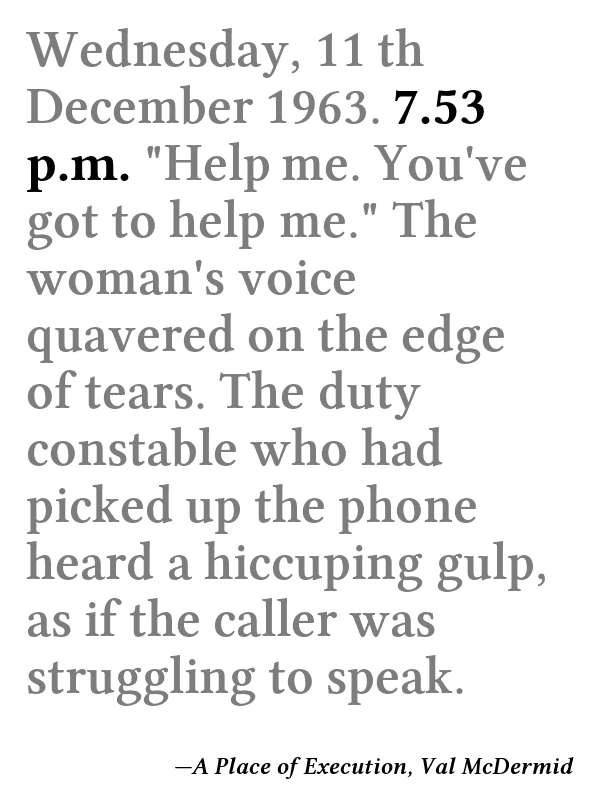 Wednesday, 11 th
December 1963. 7.53
p.m. "Help me. You've
got to help me." The
woman's voice
quavered on the edge
of tears. The duty
constable who had
picked up the phone
heard a hiccuping gulp,
as if the caller was
struggling to speak.
—A Place of Execution, Val McDermid